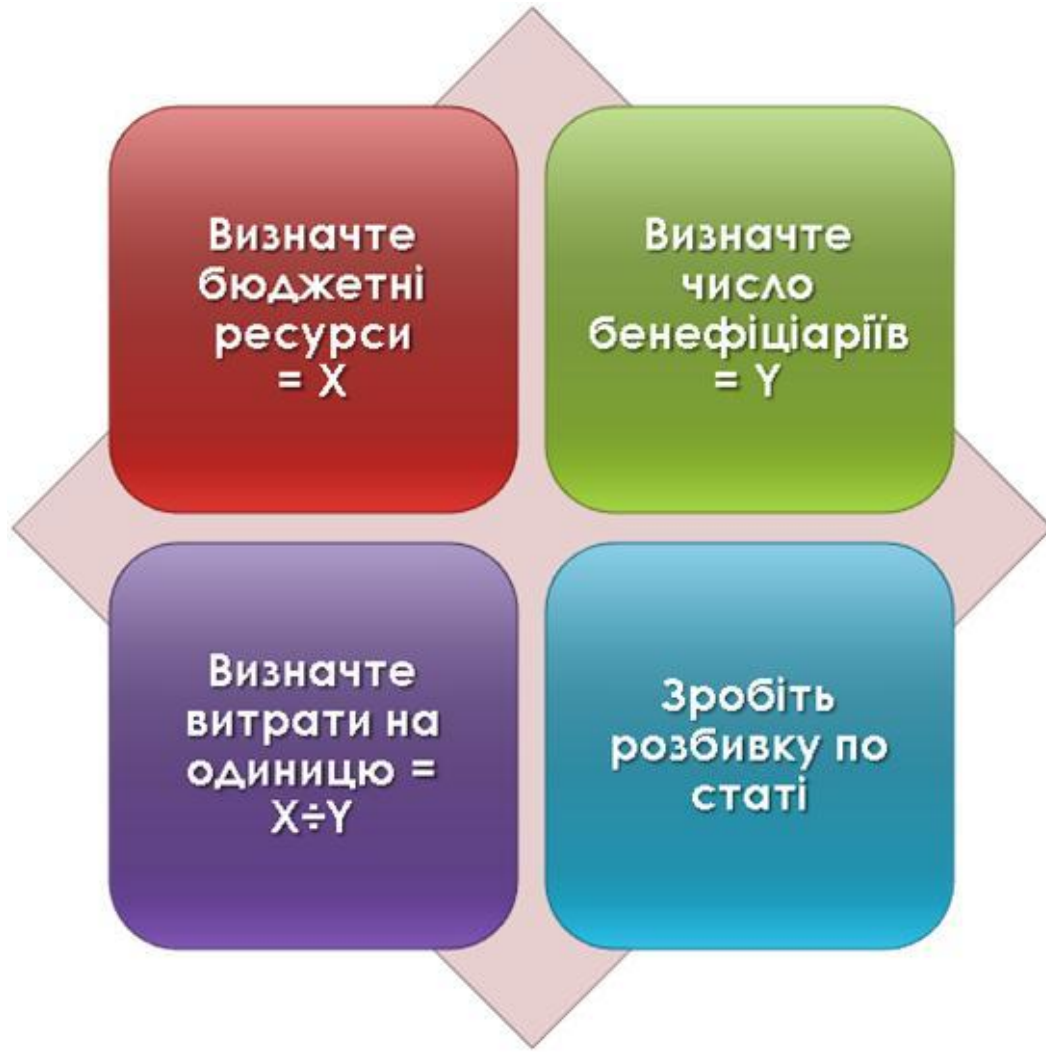 Визначте
бюджетні
ресурси
= X
Визначте
число
бенефіціаріїв
= Y
Визначте
витрати на
одиницю =
X÷Y
Зробіть
розбивку по
статі